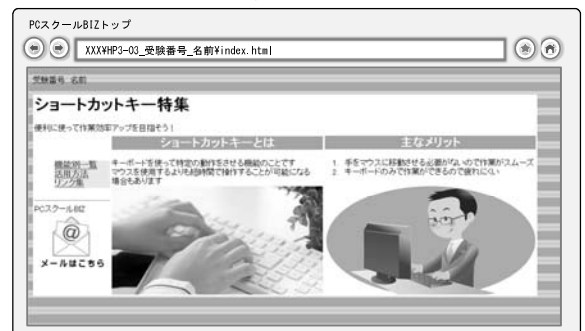 PCスクールBIZトップ
XXX¥HP3-03_受験番号_名前¥index.html
受験番号 名前
ショートカットキー特集
便利に使って作業効率アップを目指そう！
ショートカットキーとは
主なメリット
機能別一覧
活用方法
リンク集
キーボードを使って特定の動作をさせる機能のことです
マウスを使用するよりも短時間で操作することが可能になる
場合もあります
1. 手をマウスに移動させる必要がないので作業がスムーズ
2. キーボードのみで作業ができるので疲れにくい
PCスクールBIZ
@
メールはこちら